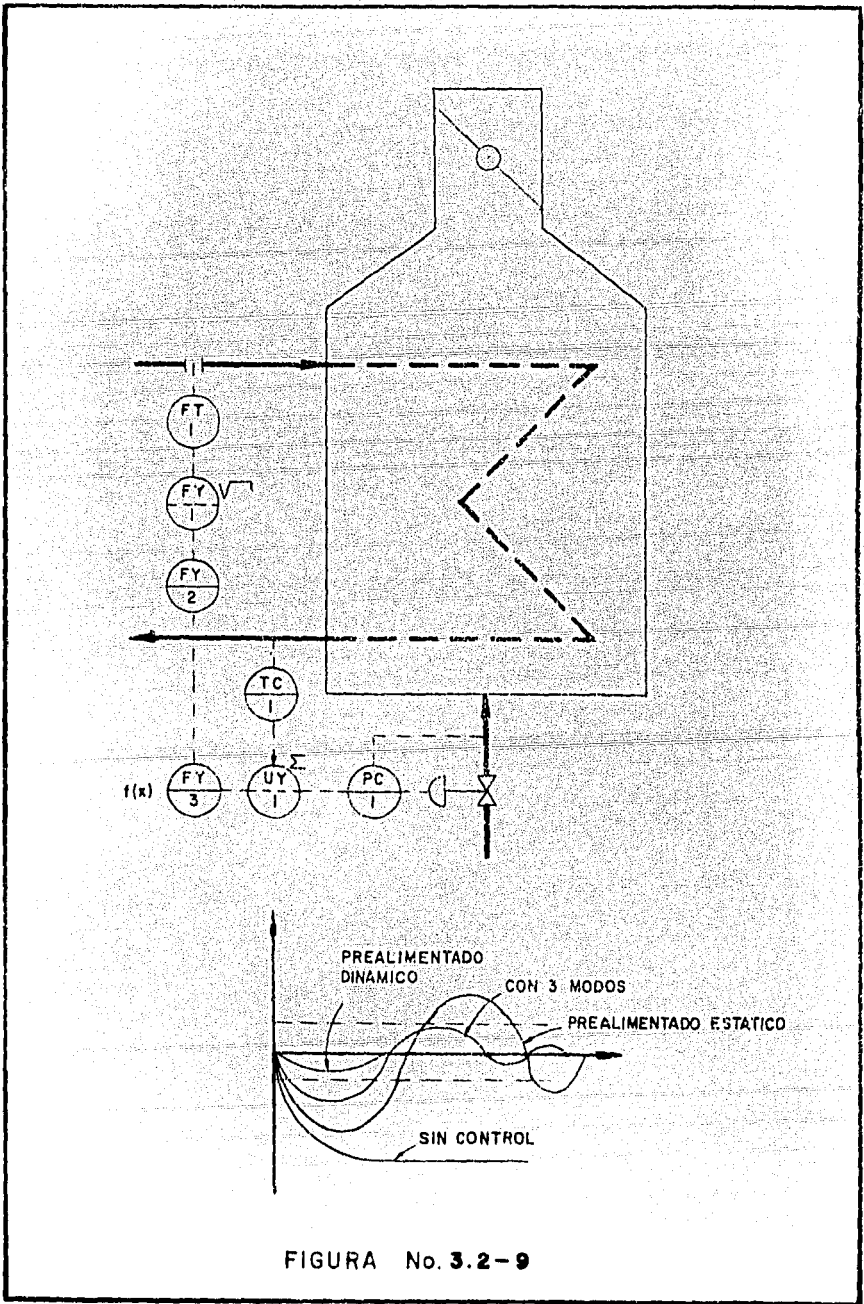 FT
1
FY √
1
FY
2
TC
1
Σ
f(x) FY UY PC
3 1 1
PREALIMENTADO
DINAMICO
CON 3 MODOS
PREALIMENTADO ESTATICO
SIN CONTROL
FIGURA No. 3.2-9